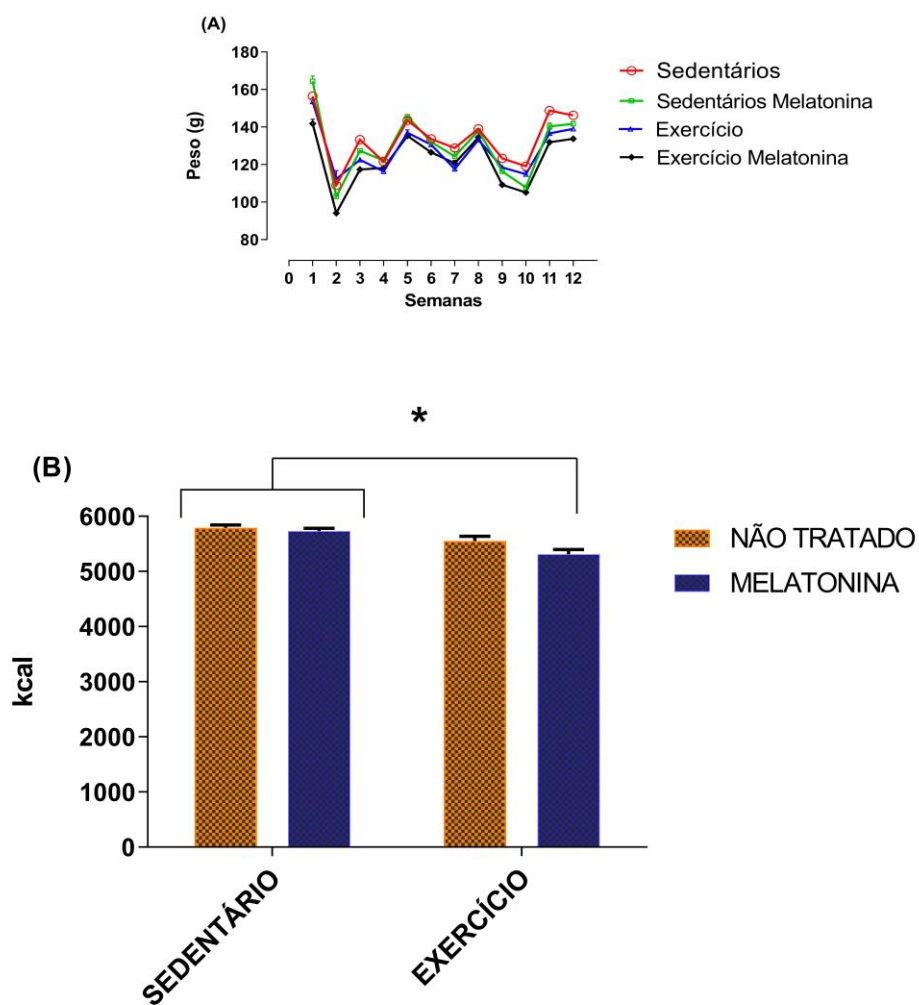 (A)
180
160
140
120
100
80
Peso (g)
0 1 2 3 4 5 6 7 8 9 10 11 12
Semanas
Sedentários
Sedentários Melatonina
Exercício
Exercício Melatonina
*
(B)
6000
5000
4000
3000
2000
1000
0
kcal
SEDENTÁRIO
EXERCÍCIO
NÃO TRATADO
MELATONINA